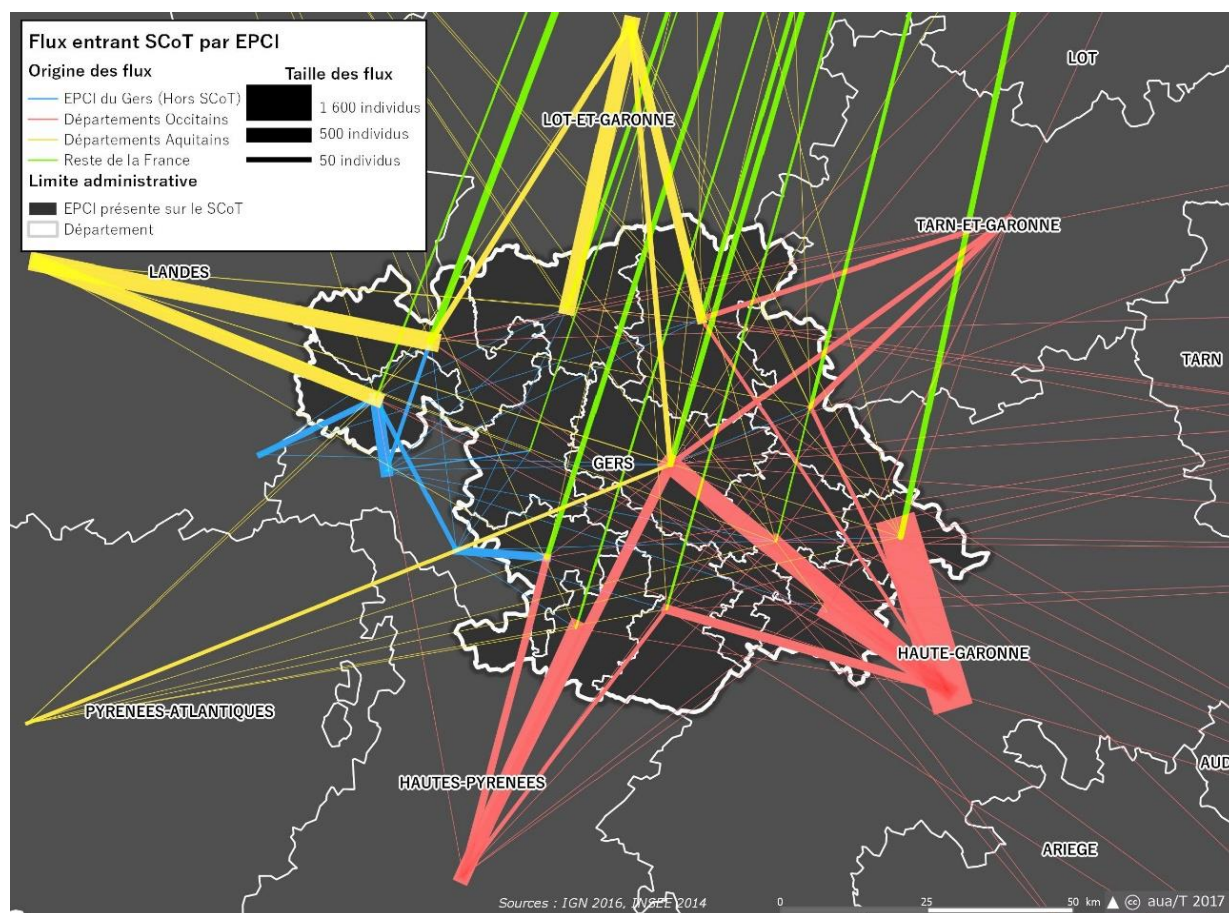 Flux entrant SCoT par EPCI
Origine des flux
EPCI du Gers (Hors SCoT)
Départements Occitains
Départements Aquitains
Reste de la France
Limite administrative
EPCI présente sur le SCoT
Département
Taille des flux
1 600 individus
500 individus
50 individus
LOT
LOT-ET-GARONNE
TARN-ET-GARONNE
LANDES
TARN
GERS
HAUTE-GARONNE
PYRENEES-ATLANTIQUES
AUD
HAUTES-PYRENEES
ARIEGE
Sources : IGN 2016, INSEE 2014
0 25 50 km
cc aua/T 2017